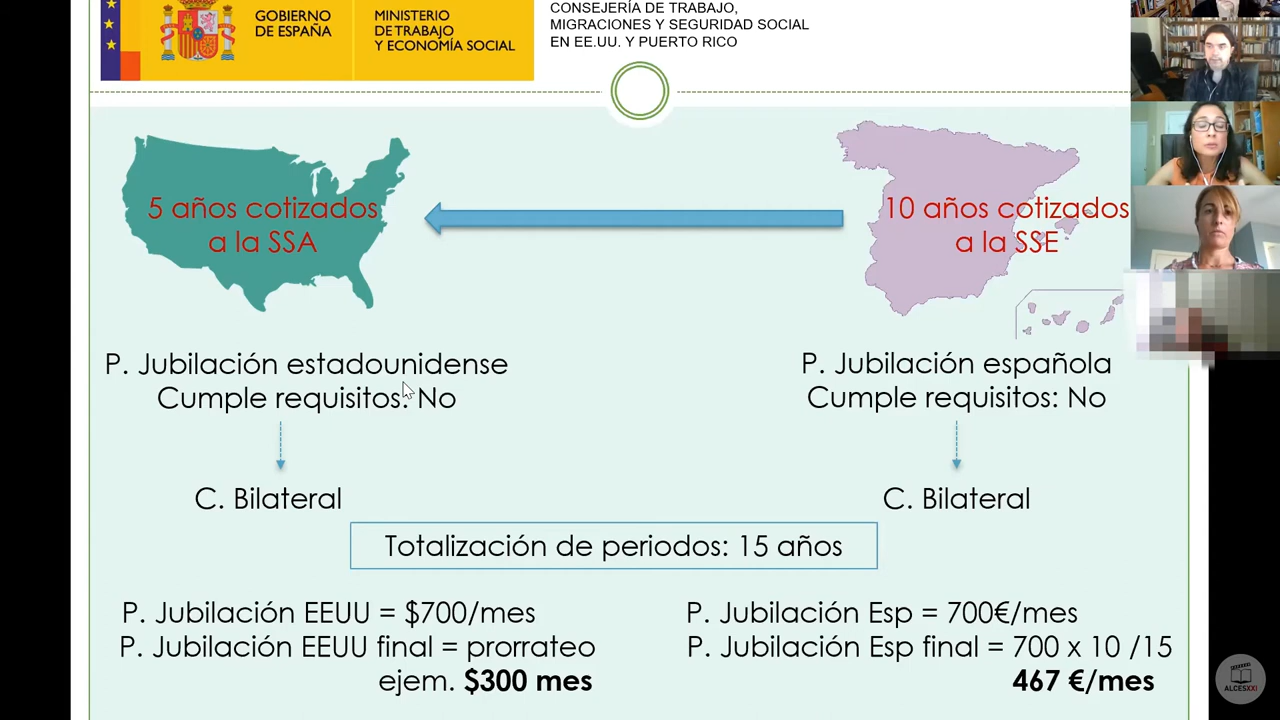 GOBIERNO
DE ESPAÑA
MINISTERIO
DE TRABAJO
Y ECONOMÍA SOCIAL
CONSEJERÍA DE TRABAJO,
MIGRACIONES Y SEGURIDAD SOCIAL
EN EE.UU. Y PUERTO RICO
5 años cotizados
a la SSA
10 años cotizados
a la SSE
P. Jubilación estadounidense
Cumple requisitos: No
P. Jubilación española
Cumple requisitos: No
C. Bilateral
C. Bilateral
Totalización de periodos: 15 años
P. Jubilación EEUU = $700/mes
P. Jubilación EEUU final = prorrateo
ejem. $300 mes
P. Jubilación Esp = 700€/mes
P. Jubilación Esp final = 700 x 10 /15
467 €/mes
ALCESXXI